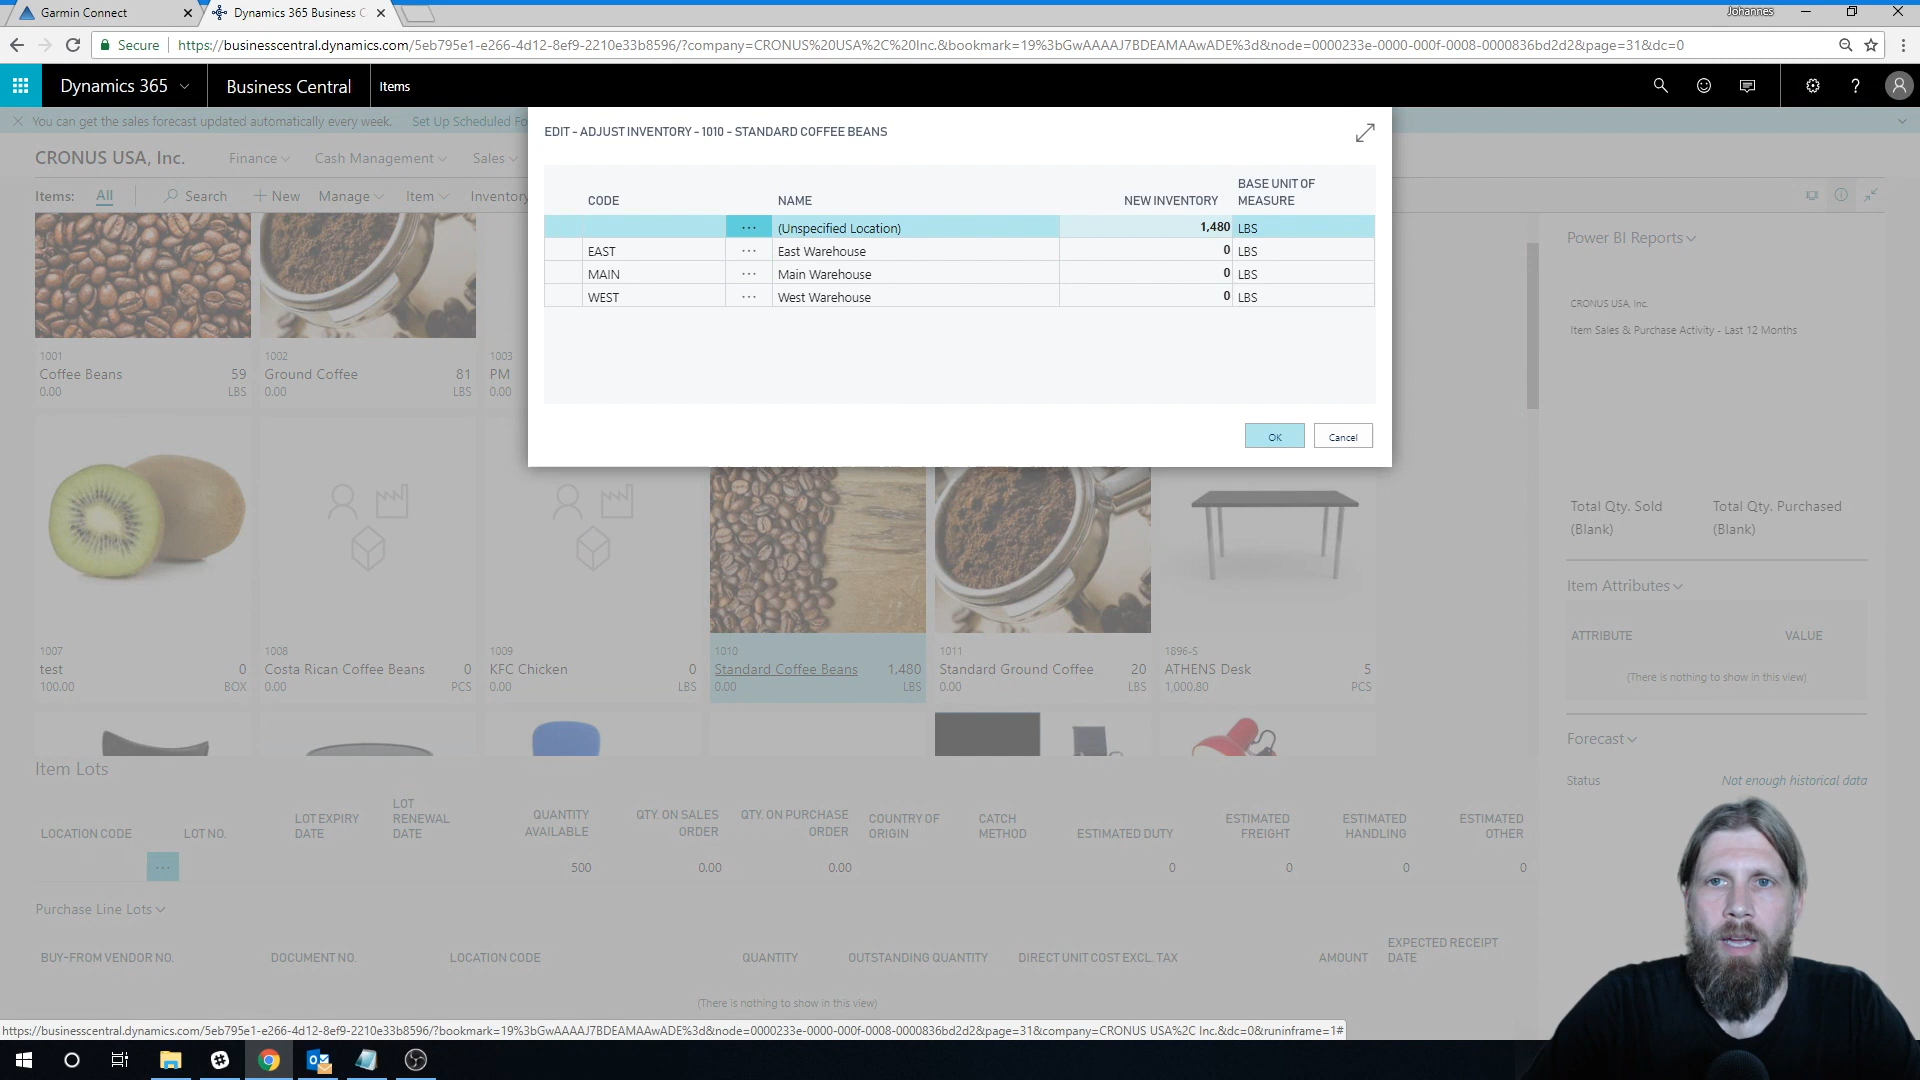 Garmin Connect
Dynamics 365 Business C
Johannes
Secure
https://businesscentral.dynamics.com/5eb795e1-e266-4d12-8ef9-2210e33b8596/?company=CRONUS%20USA%2C%20Inc.&bookmark=19%3bGwAAAAJ7BDEAMAAwADE%3d&node=0000233e-0000-000f-0008-0000836bd2d2&page=31&dc=0
Dynamics 365
Business Central
Items
You can get the sales forecast updated automatically every week. Set Up Scheduled Fo
CRONUS USA, Inc.
Finance
Cash Management
Sales
Items:
All
Search
New
Manage
Item
Inventory
EDIT - ADJUST INVENTORY - 1010 - STANDARD COFFEE BEANS
CODE
NAME
NEW INVENTORY
BASE UNIT OF
MEASURE
(Unspecified Location) 1,480 LBS
EAST East Warehouse 0 LBS
MAIN Main Warehouse 0 LBS
WEST West Warehouse 0 LBS
OK
Cancel
1001
Coffee Beans 59
0.00 LBS
1002
Ground Coffee 81
0.00 LBS
1003
PM
0.00
1007
test 0
100.00 BOX
1008
Costa Rican Coffee Beans 0
0.00 PCS
1009
KFC Chicken 0
0.00 LBS
1010
Standard Coffee Beans 1,480
0.00 LBS
1011
Standard Ground Coffee 20
0.00 LBS
1896-S
ATHENS Desk 5
1,000.80 PCS
Power BI Reports
CRONUS USA, Inc.
Item Sales & Purchase Activity - Last 12 Months
Total Qty. Sold
(Blank)
Total Qty. Purchased
(Blank)
Item Attributes
ATTRIBUTE VALUE
(There is nothing to show in this view)
Forecast
Status Not enough historical data
Item Lots
LOCATION CODE
LOT NO.
LOT EXPIRY
DATE
LOT
RENEWAL
DATE
QUANTITY
AVAILABLE
QTY. ON SALES
ORDER
QTY. ON PURCHASE
ORDER
COUNTRY OF
ORIGIN
CATCH
METHOD
ESTIMATED DUTY
ESTIMATED
FREIGHT
ESTIMATED
HANDLING
ESTIMATED
OTHER
500 0.00 0.00 0 0 0 0
Purchase Line Lots
BUY-FROM VENDOR NO.
DOCUMENT NO.
LOCATION CODE
QUANTITY
OUTSTANDING QUANTITY
DIRECT UNIT COST EXCL. TAX
AMOUNT
EXPECTED RECEIPT
DATE
(There is nothing to show in this view)
https://businesscentral.dynamics.com/5eb795e1-e266-4d12-8ef9-2210e33b8596/?bookmark=19%3bGwAAAAJ7BDEAMAAwADE%3d&node=0000233e-0000-000f-0008-0000836bd2d2&page=31&company=CRONUS USA%2C Inc.&dc=0&runinframe=1#